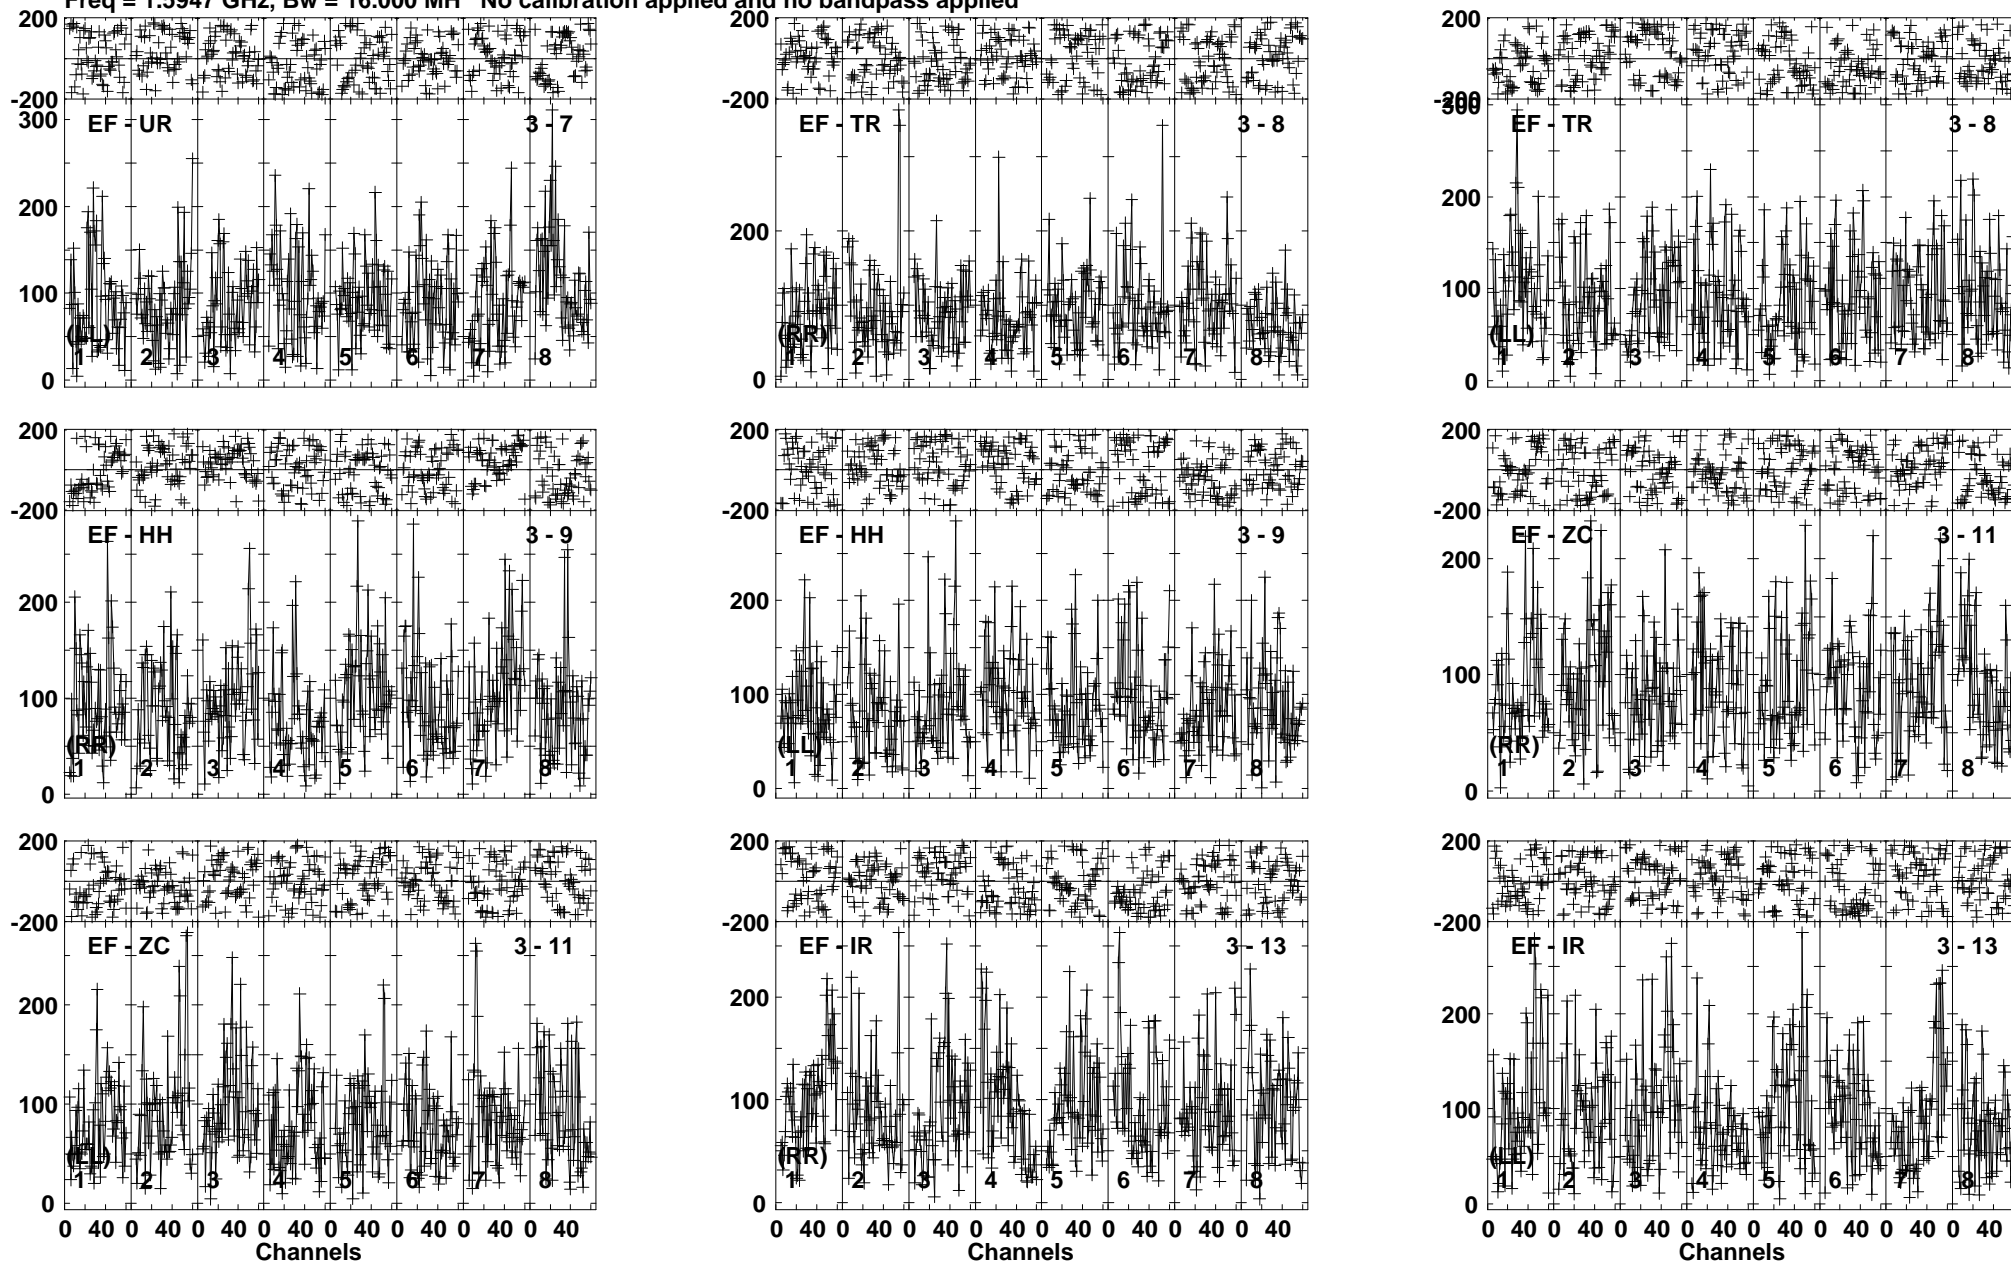 Freq = 1.5947 GHz, Bw = 16.000 MH No calibration applied and no bandpass applied
200 200 200
-200 -200 -200
300 300
EF - UR 3 - 7 EF - TR 3 - 8 EF - TR 3 - 8
200 200 200
100 100
(LL) (RR) (LL)
1 2 3 4 5 6 7 8 1 2 3 4 5 6 7 8 1 2 3 4 5 6 7 8
0 0 0
200 200 200
-200 -200 -200
EF - HH 3 - 9 EF - HH 3 - 9 EF - ZC 3 - 11
200 200 200
100 100 100
(RR) (LL) (RR)
1 2 3 4 5 6 7 8 1 2 3 4 5 6 7 8 1 2 3 4 5 6 7 8
0 0 0
200 200 200
-200 -200 -200
EF - ZC 3 - 11 EF - IR 3 - 13 EF - IR 3 - 13
200 200 200
100 100 100
(LL) (RR) (LL)
1 2 3 4 5 6 7 8 1 2 3 4 5 6 7 8 1 2 3 4 5 6 7 8
0 0 0
0 40 0 40 0 40 0 40 0 40 0 40 0 40 0 40 0 40 0 40 0 40 0 40 0 40 0 40 0 40 0 40 0 40 0 40 0 40 0 40 0 40 0 40 0 40 0 40
Channels Channels Channels